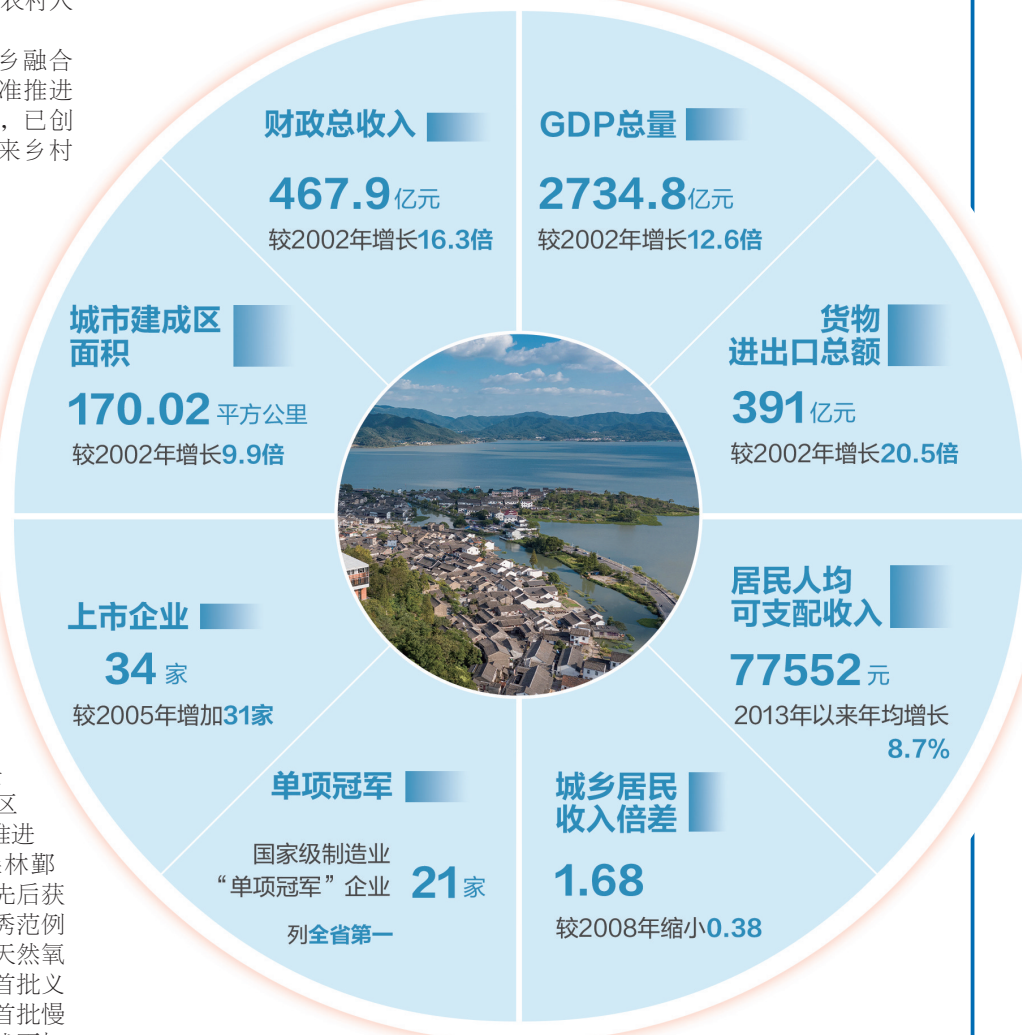 农村人
乡融合
准推进
，已创
来乡村
财政总收入
467.9亿元
较2002年增长16.3倍
GDP总量
2734.8亿元
较2002年增长12.6倍
城市建成区
面积
170.02平方公里
较2002年增长9.9倍
货物
进出口总额
391亿元
较2002年增长20.5倍
上市企业
34家
较2005年增加31家
居民人均
可支配收入
77552元
2013年以来年均增长
8.7%
单项冠军
国家级制造业
“单项冠军”企业 21家
列全省第一
城乡居民
收入倍差
1.68
较2008年缩小0.38
区
推进
林鄞
先后获
秀范例
天然氧
首批义
首批慢